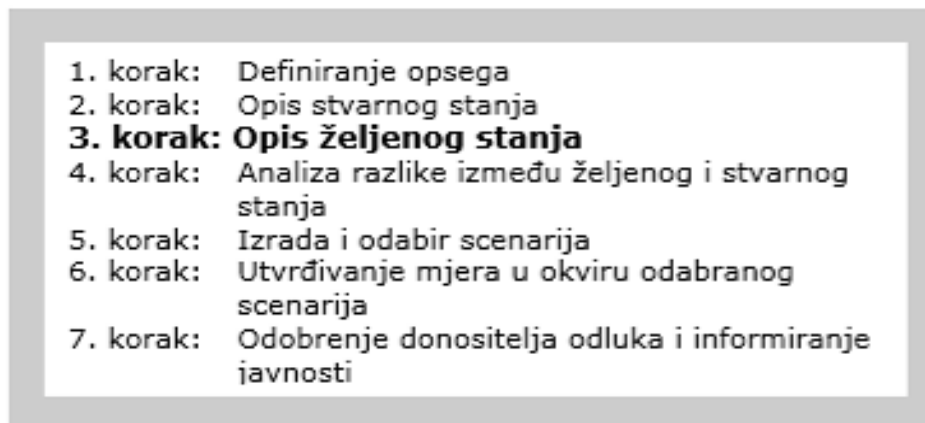 1. korak: Definiranje opsega
2. korak: Opis stvarnog stanja
3. korak: Opis željenog stanja
4. korak: Analiza razlike između željenog i stvarnog
stanja
5. korak: Izrada i odabir scenarija
6. korak: Utvrđivanje mjera u okviru odabranog
scenarija
7. korak: Odobrenje donositelja odluka i informiranje
javnosti